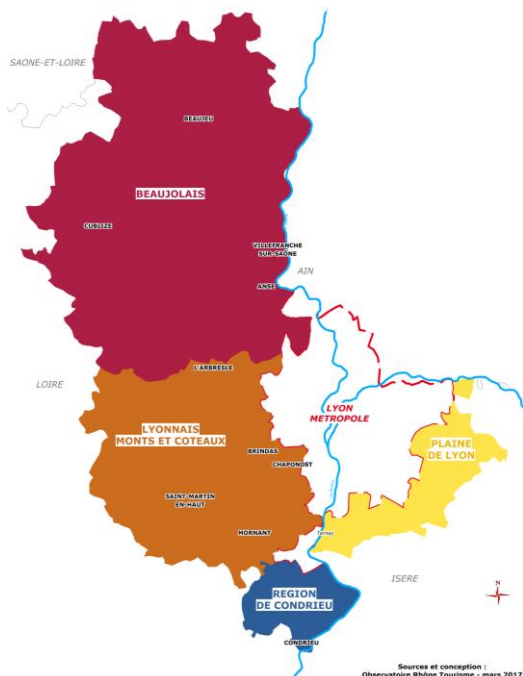 SAONE-ET-LOIRE
BEAUJEU
BEAUJOLAIS
CUBLIZE
VILLEFRANCHE
SUR-SAÔNE
AIN
ANSE
L'ARBRESLE
LOIRE
LYON
METROPOLE
LYONNAIS
MONTS ET COTEAUX
PLAINE
DE LYON
BRINDAS
CHAPONOST
SAINT-MARTIN
EN-HAUT
MORNANT
Ternay
ISERE
N
REGION
DE CONDRIEU
CONDRIEU
Sources et conception :
Observatoire Rhône Tourisme - mars 2017